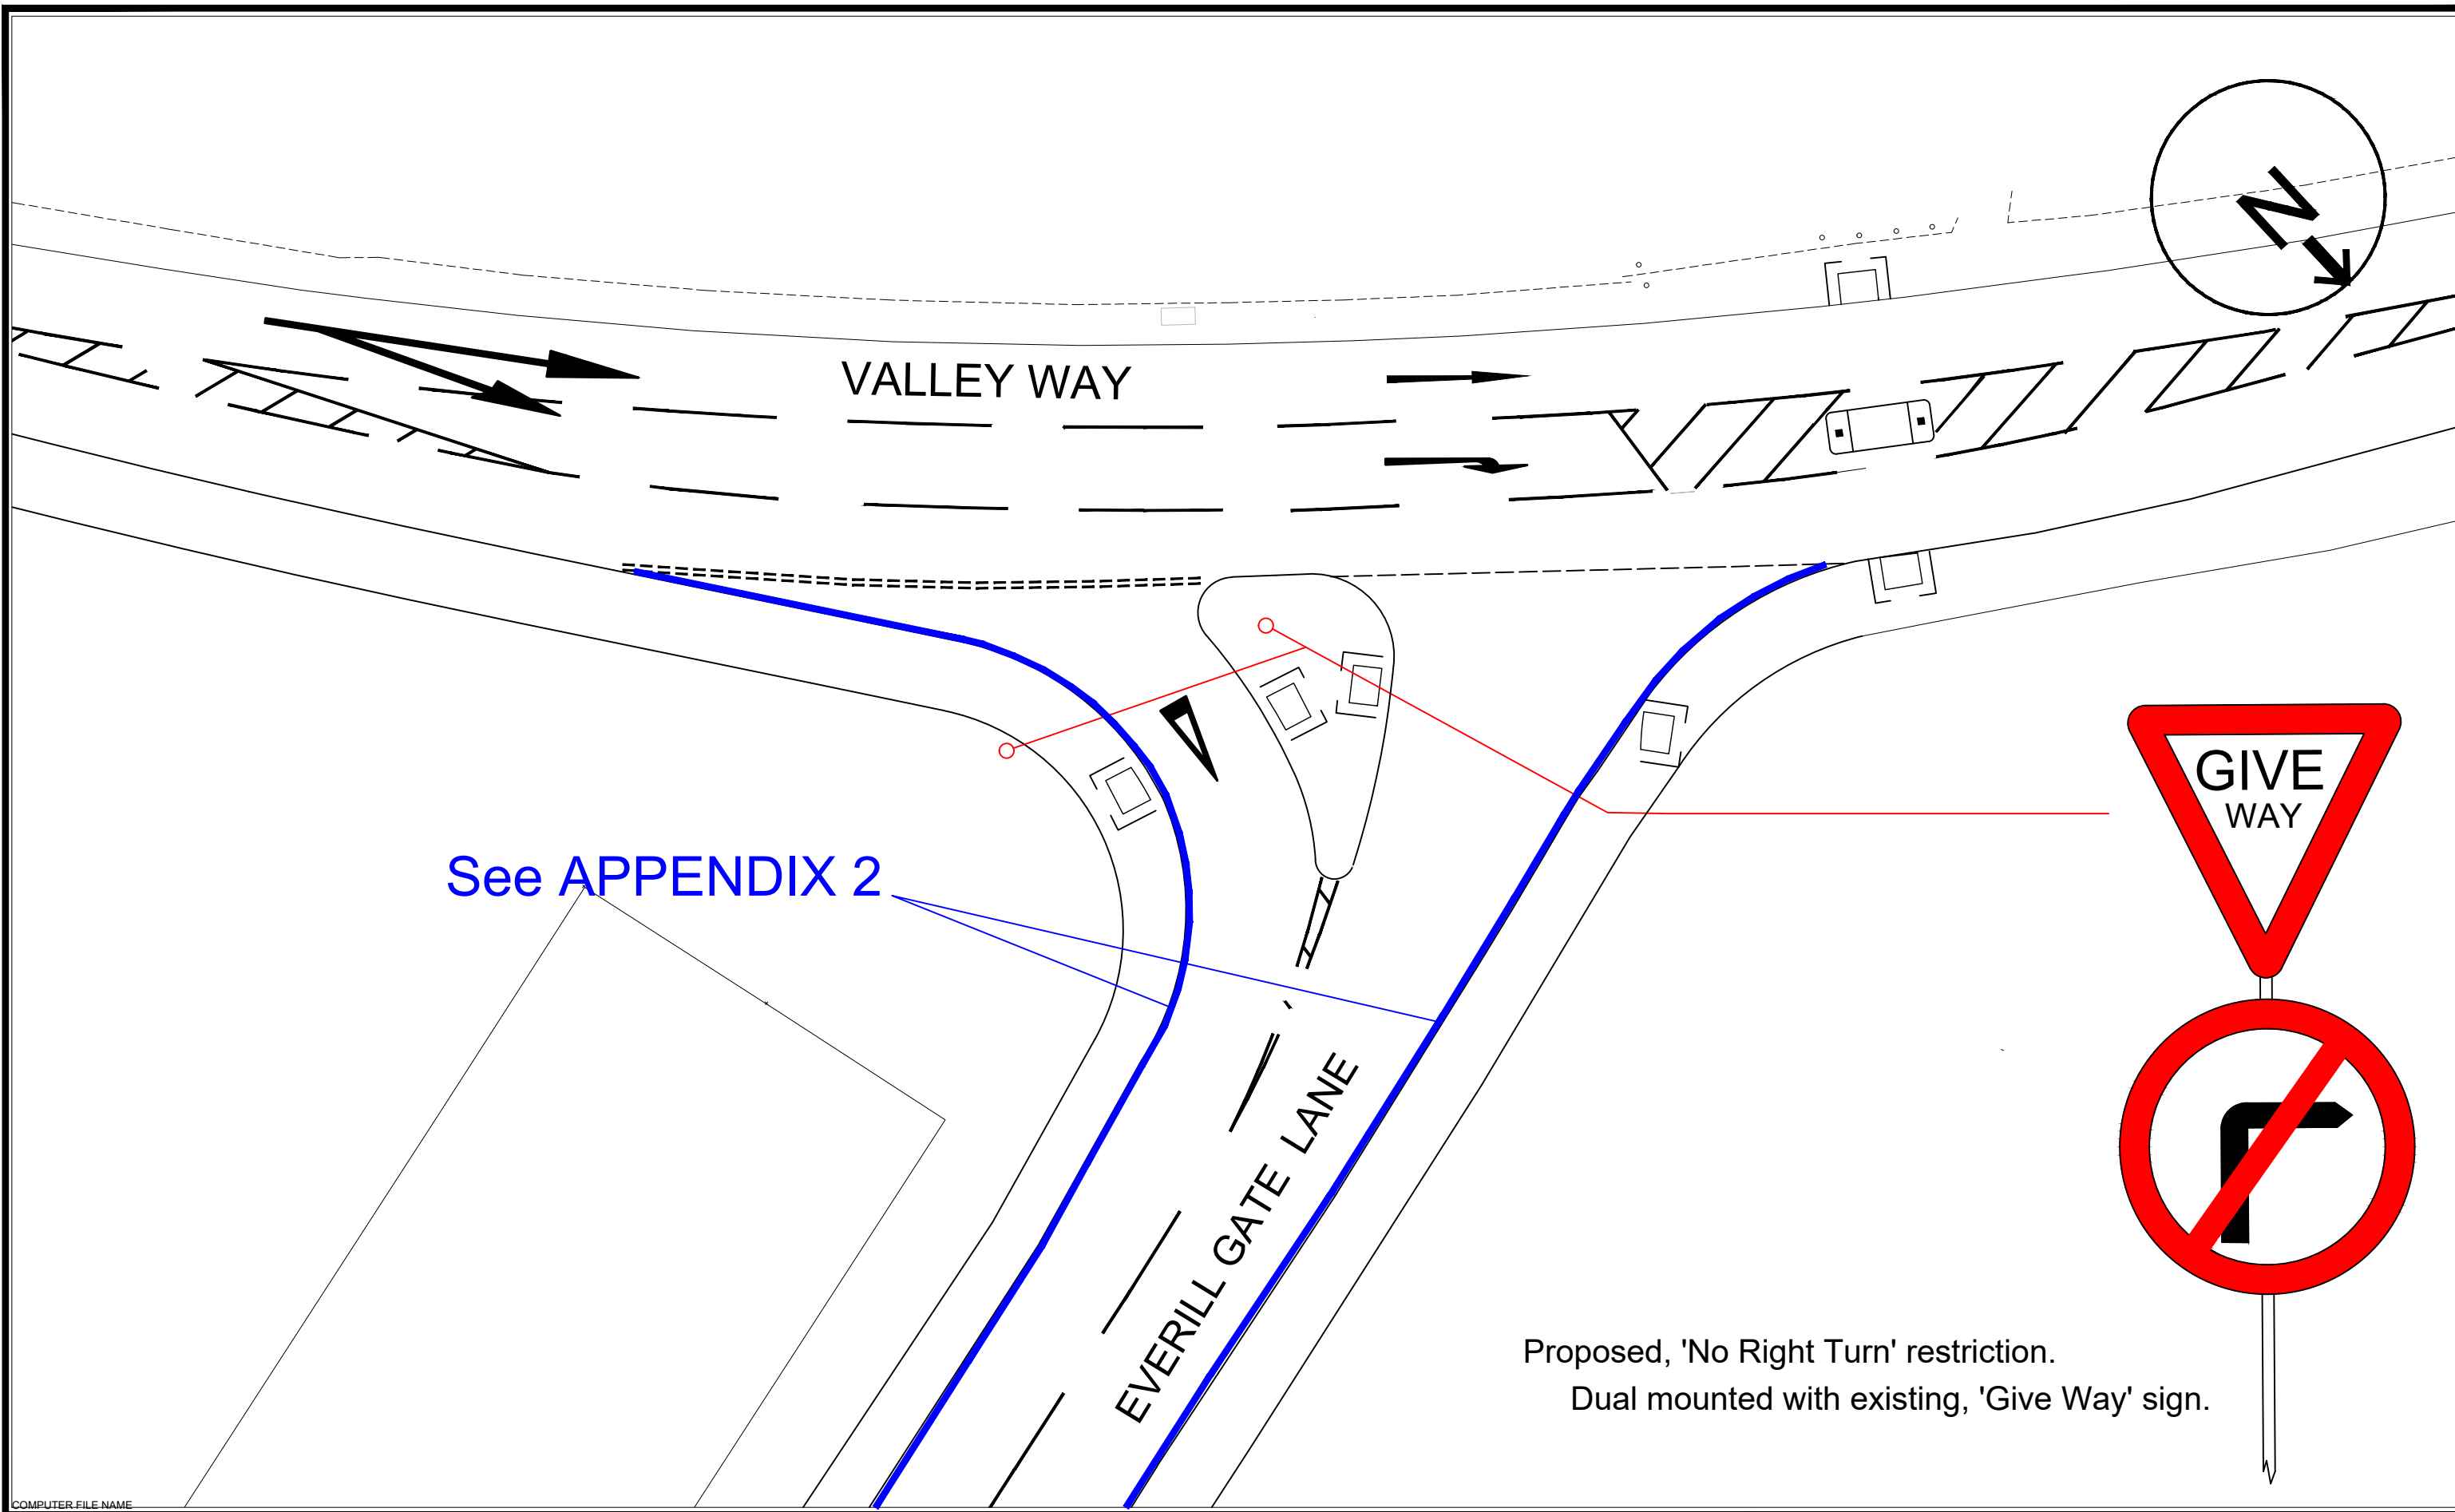 N
VALLEY WAY
GIVE
WAY
See APPENDIX 2
EVERILL GATE LANE
Proposed, 'No Right Turn' restriction.
Dual mounted with existing, 'Give Way' sign.
COMPUTER FILE NAME